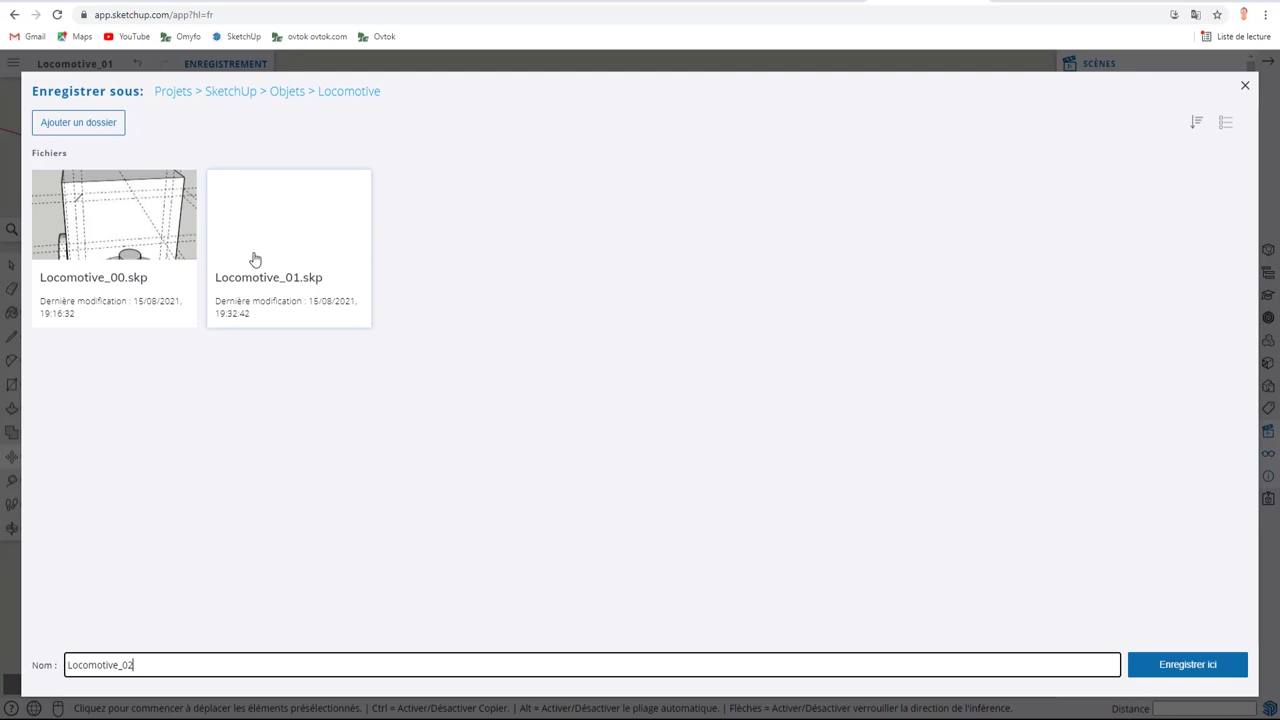 app.sketchup.com/app?hl=fr
Gmail Maps YouTube Omyfo SketchUp ovtok ovtok.com Ovtok Liste de lecture
Locomotive_01 ENREGISTREMENT SCÈNES
Enregistrer sous: Projets > SketchUp > Objets > Locomotive
Ajouter un dossier
Fichiers
Locomotive_00.skp
Dernière modification : 15/08/2021,
19:16:32
Locomotive_01.skp
Dernière modification : 15/08/2021,
19:32:42
Nom : Locomotive_02 Enregistrer ici
Cliquez pour commencer à déplacer les éléments présélectionnés. | Ctrl = Activer/Désactiver Copier. | Alt = Activer/Désactiver le pliage automatique. | Flèches = Activer/Désactiver verrouiller la direction de l'inférence. Distance